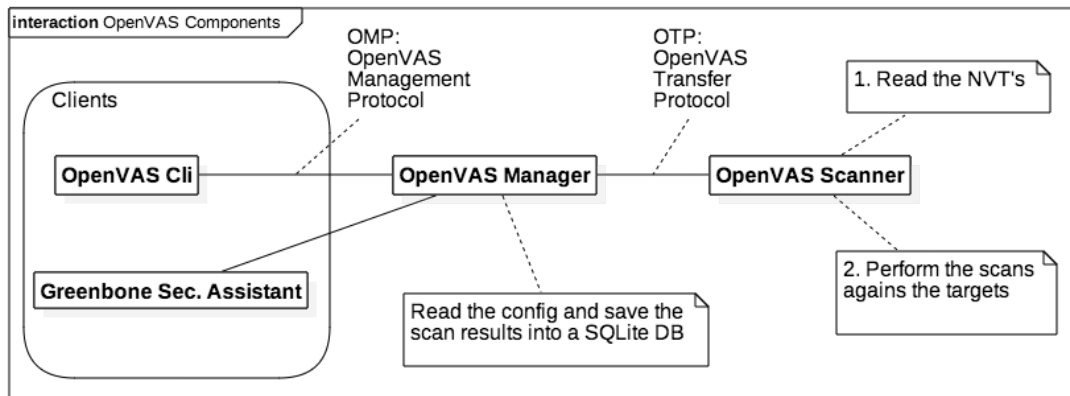 interaction OpenVAS Components
OMP:
OpenVAS
Management
Protocol
OTP:
OpenVAS
Transfer
Protocol
1. Read the NVT's
Clients
OpenVAS Cli
OpenVAS Manager
OpenVAS Scanner
Greenbone Sec. Assistant
Read the config and save the
scan results into a SQLite DB
2. Perform the scans
agains the targets